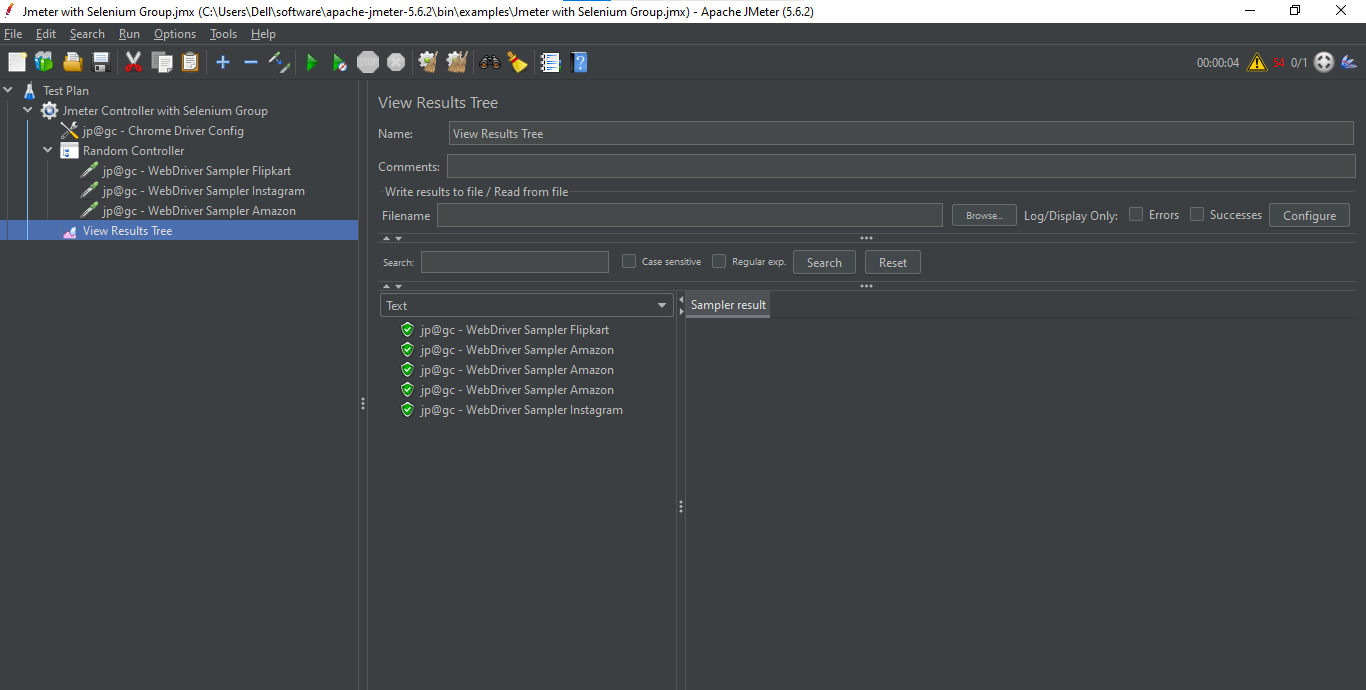 Jmeter with Selenium Group.jmx (C:\Users\Dell\software\apache-jmeter-5.6.2\bin\examples\Jmeter with Selenium Group.jmx) - Apache JMeter (5.6.2)
File Edit Search Run Options Tools Help
STOP
00:00:04 54 0/1
Test Plan
Jmeter Controller with Selenium Group
jp@gc - Chrome Driver Config
Random Controller
jp@gc - WebDriver Sampler Flipkart
jp@gc - WebDriver Sampler Instagram
jp@gc - WebDriver Sampler Amazon
View Results Tree
View Results Tree
Name: View Results Tree
Comments:
Write results to file / Read from file
Filename Browse... Log/Display Only: Errors Successes Configure
Search: Case sensitive Regular exp. Search Reset
Text
Sampler result
jp@gc - WebDriver Sampler Flipkart
jp@gc - WebDriver Sampler Amazon
jp@gc - WebDriver Sampler Amazon
jp@gc - WebDriver Sampler Amazon
jp@gc - WebDriver Sampler Instagram